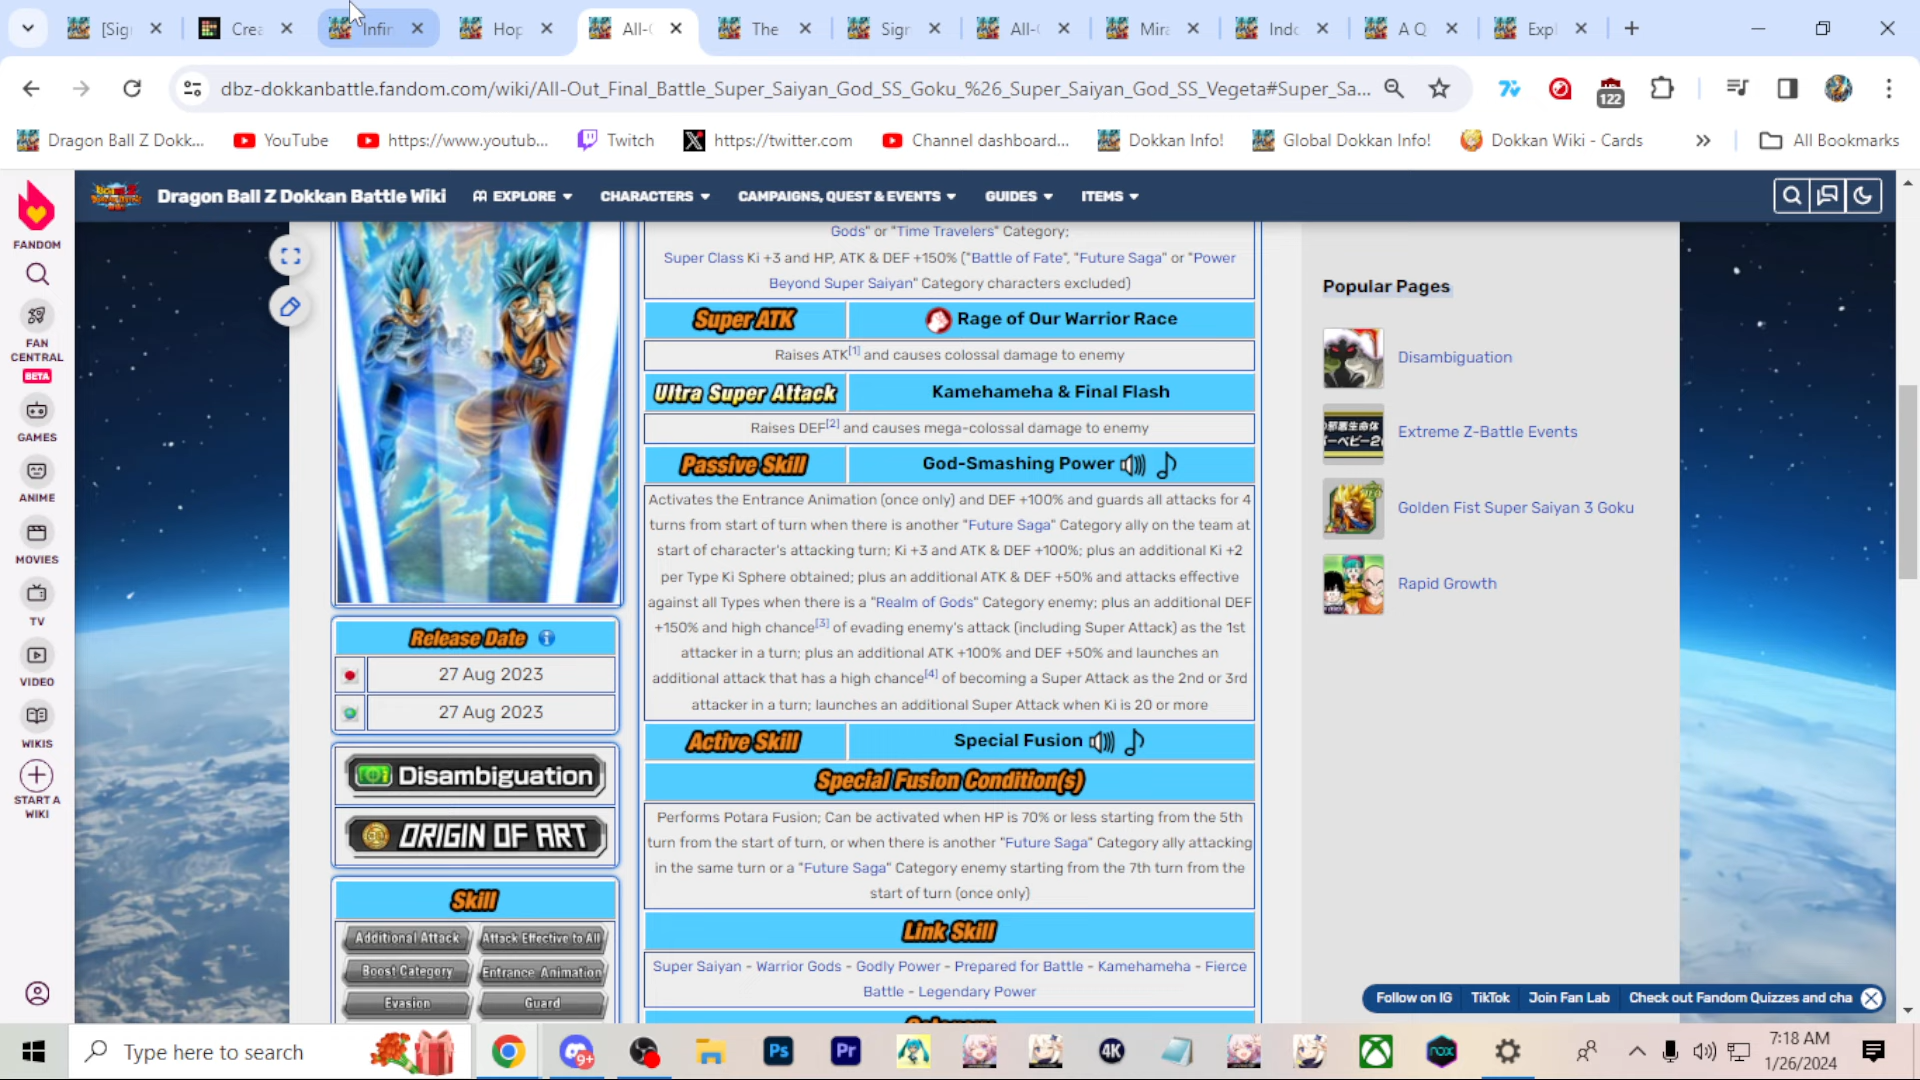 [Sig
Crea
Infir
Hop
All-(
The
Sigr
All-(
Mira
Indo
A Q
Expl
dbz-dokkanbattle.fandom.com/wiki/All-Out_Final_Battle_Super_Saiyan_God_SS_Goku_%26_Super_Saiyan_God_SS_Vegeta#Super_Sa...
122
Dragon Ball Z Dokk...
YouTube
https://www.youtub...
Twitch
https://twitter.com
Channel dashboard...
Dokkan Info!
Global Dokkan Info!
Dokkan Wiki - Cards
»
All Bookmarks
Dragon Ball Z Dokkan Battle Wiki
EXPLORE
CHARACTERS
CAMPAIGNS, QUEST & EVENTS
GUIDES
ITEMS
FANDOM
FAN CENTRAL
BETA
GAMES
ANIME
MOVIES
TV
VIDEO
WIKIS
START A WIKI
Gods" or "Time Travelers" Category;
Super Class Ki +3 and HP, ATK & DEF +150% ("Battle of Fate", "Future Saga" or "Power
Beyond Super Saiyan" Category characters excluded)
Super ATK
Rage of Our Warrior Race
Raises ATK[1] and causes colossal damage to enemy
Ultra Super Attack
Kamehameha & Final Flash
Raises DEF[2] and causes mega-colossal damage to enemy
Passive Skill
God-Smashing Power
Activates the Entrance Animation (once only) and DEF +100% and guards all attacks for 4
turns from start of turn when there is another "Future Saga" Category ally on the team at
start of character's attacking turn; Ki +3 and ATK & DEF +100%; plus an additional Ki +2
per Type Ki Sphere obtained; plus an additional ATK & DEF +50% and attacks effective
against all Types when there is a "Realm of Gods" Category enemy; plus an additional DEF
+150% and high chance[3] of evading enemy's attack (including Super Attack) as the 1st
attacker in a turn; plus an additional ATK +100% and DEF +50% and launches an
additional attack that has a high chance[4] of becoming a Super Attack as the 2nd or 3rd
attacker in a turn; launches an additional Super Attack when Ki is 20 or more
Active Skill
Special Fusion
Special Fusion Condition(s)
Performs Potara Fusion; Can be activated when HP is 70% or less starting from the 5th
turn from the start of turn, or when there is another "Future Saga" Category ally attacking
in the same turn or a "Future Saga" Category enemy starting from the 7th turn from the
start of turn (once only)
Link Skill
Super Saiyan - Warrior Gods - Godly Power - Prepared for Battle - Kamehameha - Fierce
Battle - Legendary Power
Category
Release Date
27 Aug 2023
27 Aug 2023
Disambiguation
ORIGIN OF ART
Skill
Additional Attack
Attack Effective to All
Boost Category
Entrance Animation
Evasion
Guard
Popular Pages
Disambiguation
Extreme Z-Battle Events
Golden Fist Super Saiyan 3 Goku
Rapid Growth
Follow on IG
TikTok
Join Fan Lab
Check out Fandom Quizzes and cha
Type here to search
9+
Ps
Pr
4K
nox
7:18 AM
1/26/2024